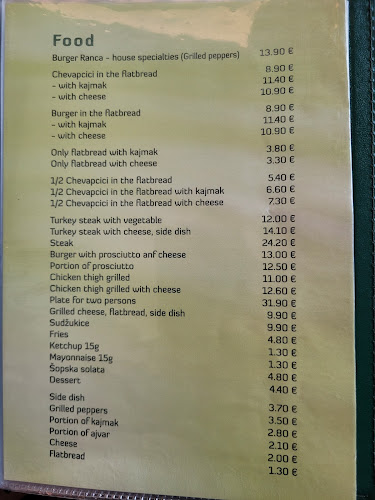 Food
Burger Ranca - house specialties (Grilled peppers) 13.90 €
Chevapcici in the flatbread 8.90 €
- with kajmak 11.40 €
- with cheese 10.90 €
Burger in the flatbread 8.90 €
- with kajmak 11.40 €
- with cheese 10.90 €
Only flatbread with kajmak 3.80 €
Only flatbread with cheese 3.30 €
1/2 Chevapcici in the flatbread 5.40 €
1/2 Chevapcici in the flatbread with kajmak 6.60 €
1/2 Chevapcici in the flatbread with cheese 7.30 €
Turkey steak with vegetable 12.00 €
Turkey steak with cheese, side dish 14.10 €
Steak 24.20 €
Burger with prosciutto anf cheese 13.00 €
Portion of prosciutto 12.50 €
Chicken thigh grilled 11.00 €
Chicken thigh grilled with cheese 12.60 €
Plate for two persons 31.90 €
Grilled cheese, flatbread, side dish 9.90 €
Sudžukice 9.90 €
Fries 4.80 €
Ketchup 15g 1.30 €
Mayonnaise 15g 1.30 €
Šopska solata 4.80 €
Dessert 4.40 €
Side dish 3.70 €
Grilled peppers 3.50 €
Portion of kajmak 2.80 €
Portion of ajvar 2.10 €
Cheese 2.00 €
Flatbread 1.30 €